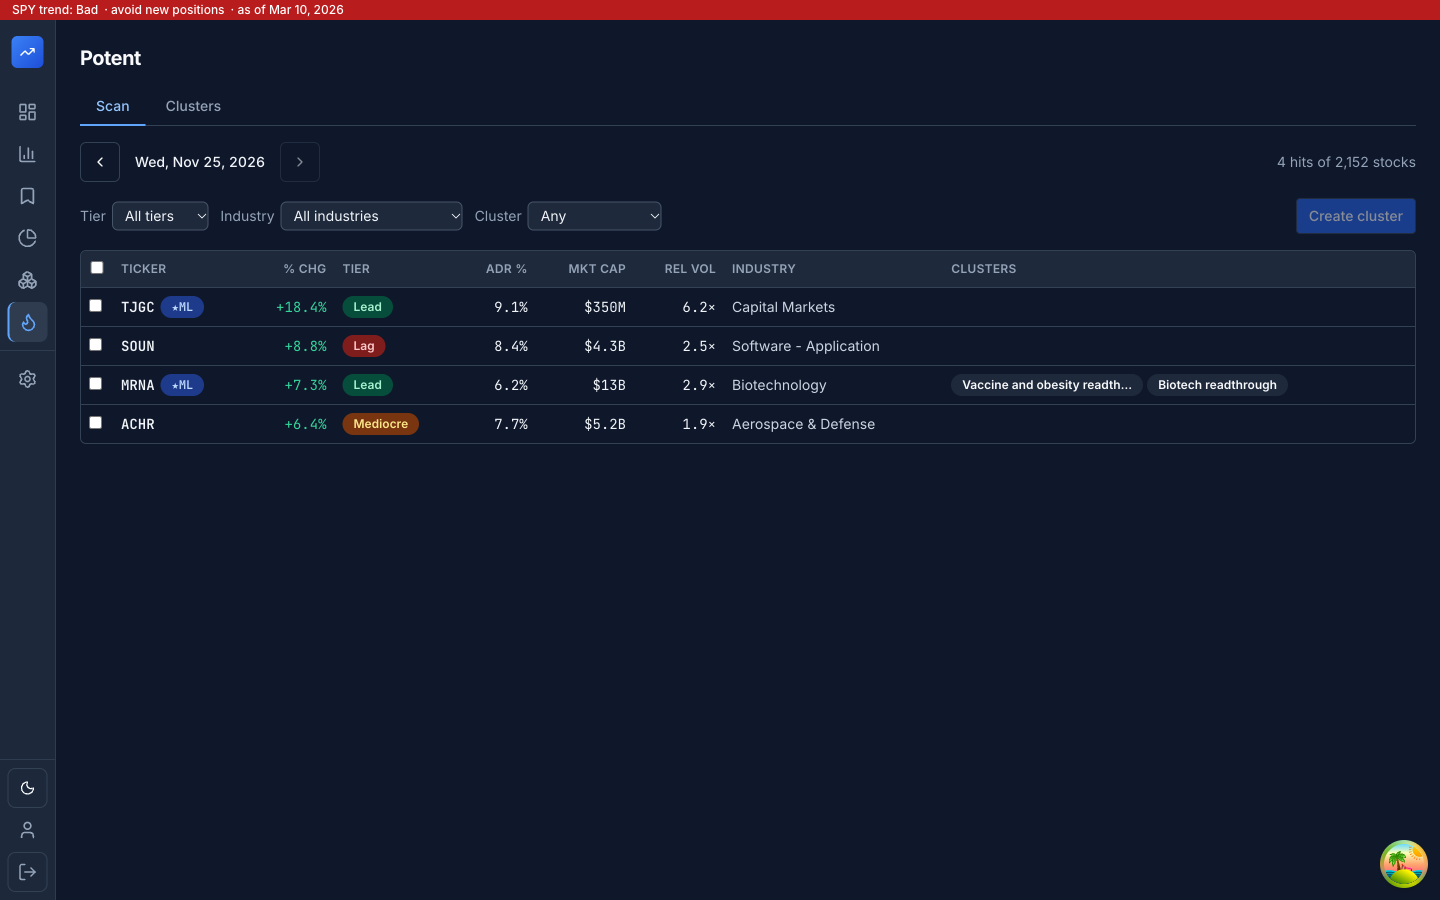 SPY trend: Bad · avoid new positions · as of Mar 10, 2026
Potent
Scan Clusters
Wed, Nov 25, 2026 4 hits of 2,152 stocks
Tier All tiers Industry All industries Cluster Any Create cluster
TICKER % CHG TIER ADR % MKT CAP REL VOL INDUSTRY CLUSTERS
TJGC ★ML +18.4% Lead 9.1% $350M 6.2× Capital Markets
SOUN +8.8% Lag 8.4% $4.3B 2.5× Software - Application
MRNA ★ML +7.3% Lead 6.2% $13B 2.9× Biotechnology Vaccine and obesity readth... Biotech readthrough
ACHR +6.4% Mediocre 7.7% $5.2B 1.9× Aerospace & Defense